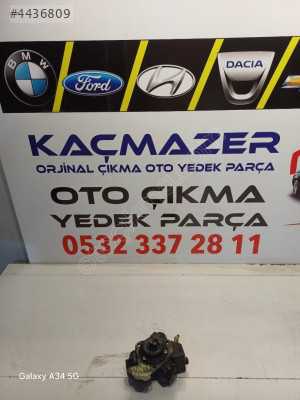 #4436809
BMW
Ford
DACIA
KAÇMAZER
ORJİNAL ÇIKMA OTO YEDEK PARÇA
OTO ÇIKMA
YEDEK PARÇA
0532 337 28 11
Galaxy A34 5G